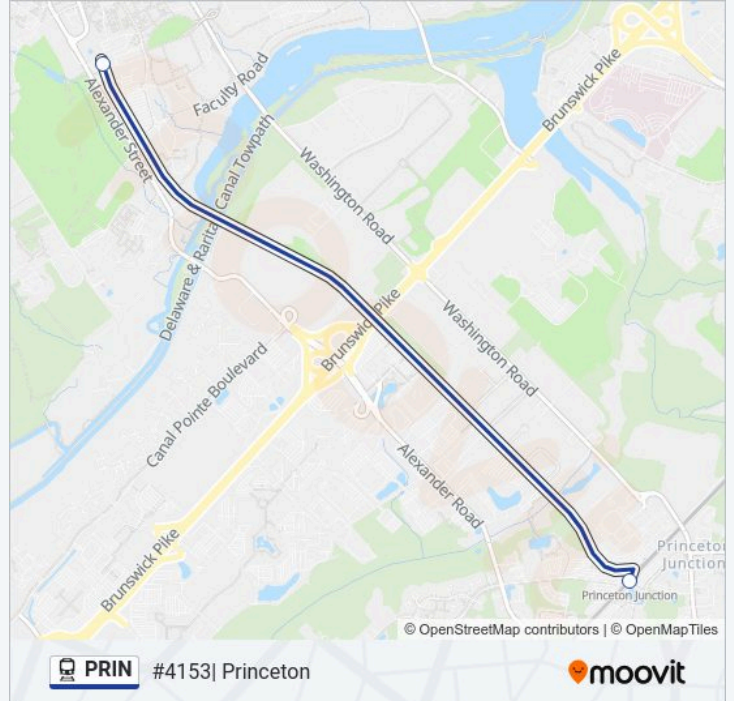 Faculty Road
Alexander Street
Brunswick Pike
Delaware & Raritan Canal Towpath
Washington Road
Brunswick Pike
Washington Road
Canal Pointe Boulevard
Alexander Road
Brunswick Pike
Princeton
Junction
Princeton Junction
© OpenStreetMap contributors | © OpenMapTiles
PRIN #4153| Princeton
moovit